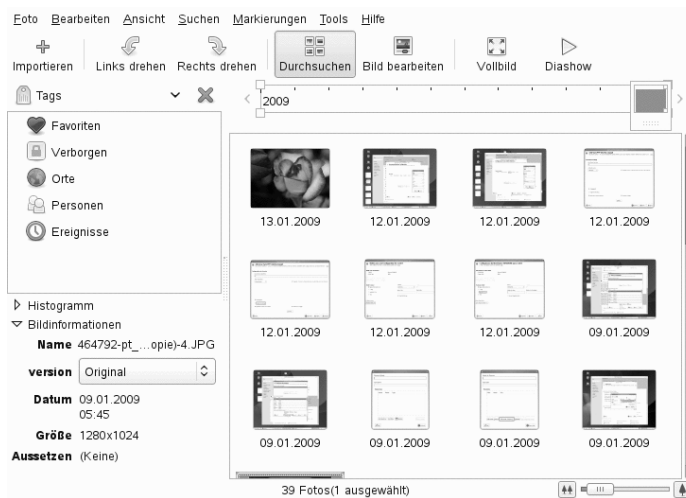 Foto Bearbeiten Ansicht Suchen Markierungen Tools Hilfe
Importieren Links drehen Rechts drehen Durchsuchen Bild bearbeiten Vollbild Diashow
Tags
2009
Favoriten
Verborgen
Orte
Personen
Ereignisse
13.01.2009 12.01.2009 12.01.2009 12.01.2009
12.01.2009 12.01.2009 12.01.2009 09.01.2009
09.01.2009 09.01.2009 09.01.2009 09.01.2009
Histogramm
Bildinformationen
Name 464792-pt_...opie)-4.JPG
version Original
Datum 09.01.2009
05:45
Größe 1280x1024
Aussetzen (Keine)
39 Fotos(1 ausgewählt)